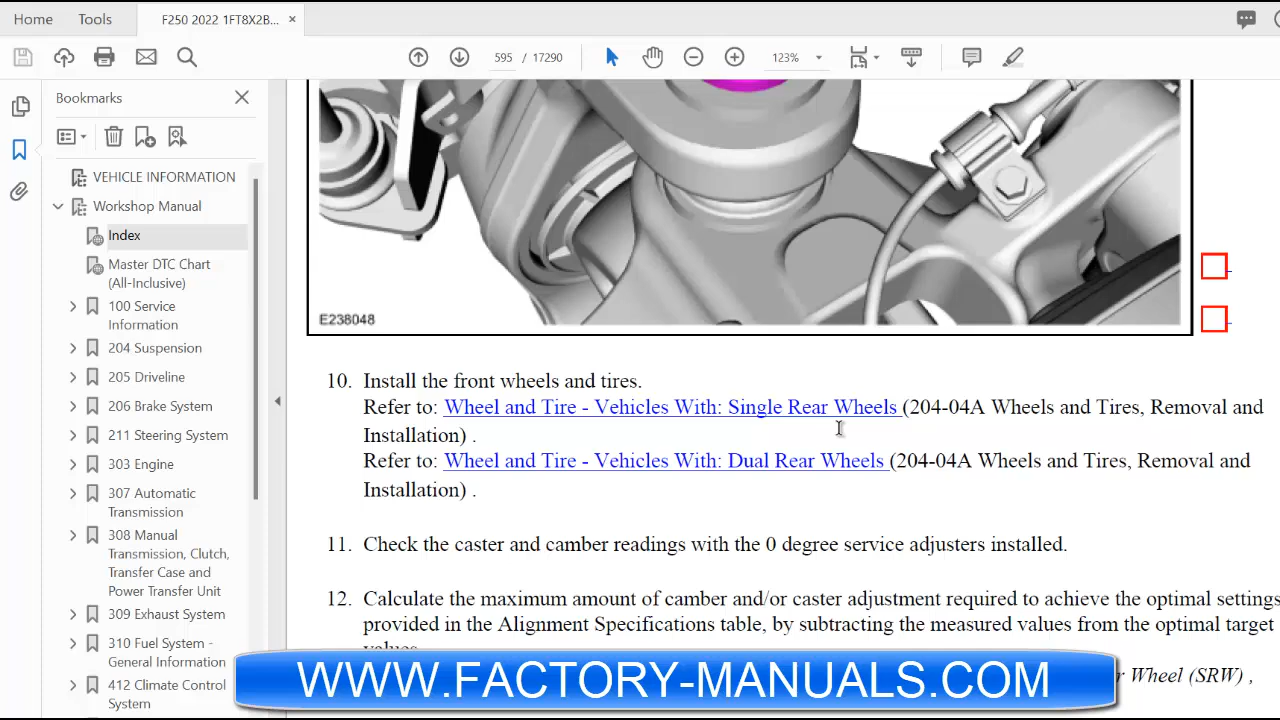 Home
Tools
F250 2022 1FT8X2B...
595 / 17290
123%
Bookmarks
VEHICLE INFORMATION
Workshop Manual
Index
Master DTC Chart
(All-Inclusive)
100 Service
Information
204 Suspension
205 Driveline
206 Brake System
211 Steering System
303 Engine
307 Automatic
Transmission
308 Manual
Transmission, Clutch,
Transfer Case and
Power Transfer Unit
309 Exhaust System
310 Fuel System -
General Information
412 Climate Control
System
E238048
10. Install the front wheels and tires.
Refer to: Wheel and Tire - Vehicles With: Single Rear Wheels (204-04A Wheels and Tires, Removal and
Installation) .
Refer to: Wheel and Tire - Vehicles With: Dual Rear Wheels (204-04A Wheels and Tires, Removal and
Installation) .
11. Check the caster and camber readings with the 0 degree service adjusters installed.
12. Calculate the maximum amount of camber and/or caster adjustment required to achieve the optimal settings
provided in the Alignment Specifications table, by subtracting the measured values from the optimal target
values.
Wheel (SRW) ,
WWW.FACTORY-MANUALS.COM